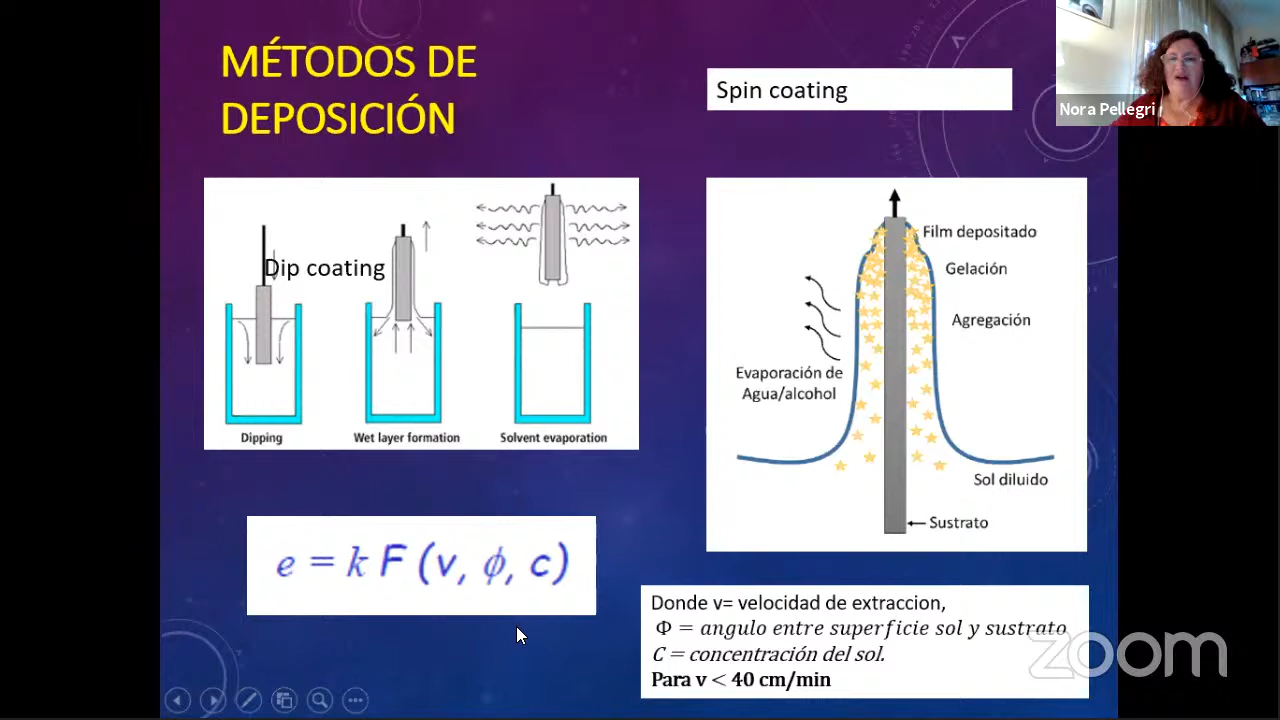 MÉTODOS DE
DEPOSICIÓN
Spin coating
Nora Pellegri
Dip coating
Dipping
Wet layer formation
Solvent evaporation
Film depositado
Gelación
Agregación
Evaporación de
Agua/alcohol
Sol diluido
Sustrato
e = k F (v, ϕ, c)
Donde v= velocidad de extraccion,
Φ = angulo entre superficie sol y sustrato
C = concentración del sol.
Para v < 40 cm/min
zoom